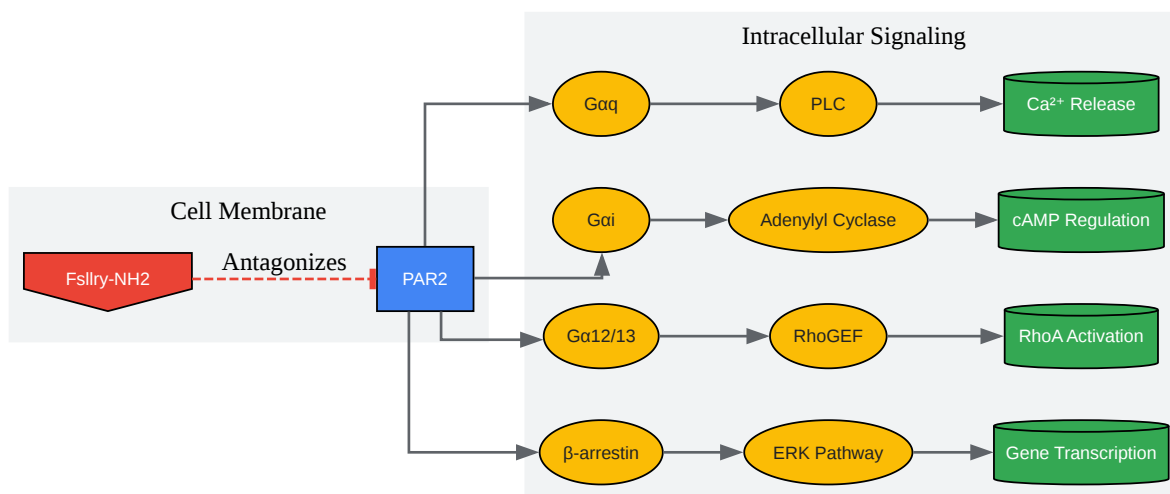 Intracellular Signaling
Gαq
PLC
Ca²⁺ Release
Cell Membrane
Gαi
Adenylyl Cyclase
cAMP Regulation
Fsllry-NH2
Antagonizes
PAR2
Gα12/13
RhoGEF
RhoA Activation
β-arrestin
ERK Pathway
Gene Transcription